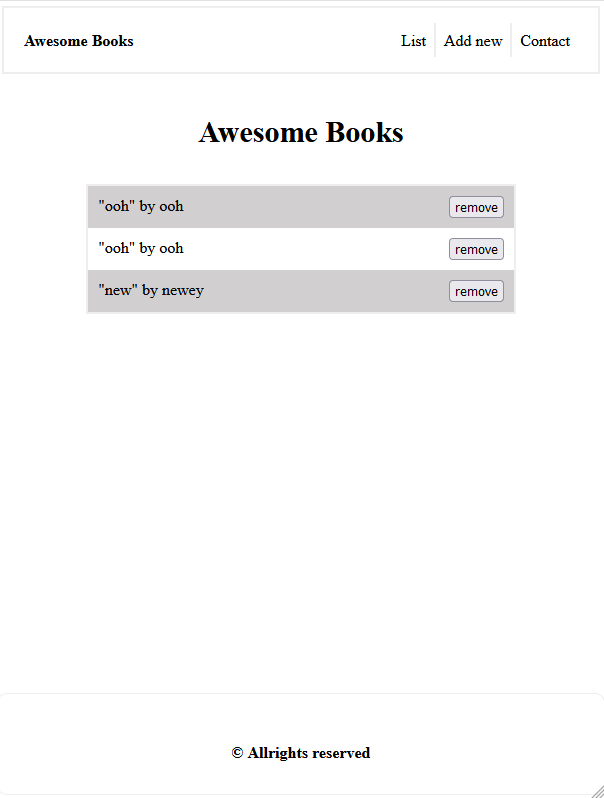 Awesome Books List Add new Contact
Awesome Books
"ooh" by ooh remove
"ooh" by ooh remove
"new" by newey remove
© Allrights reserved